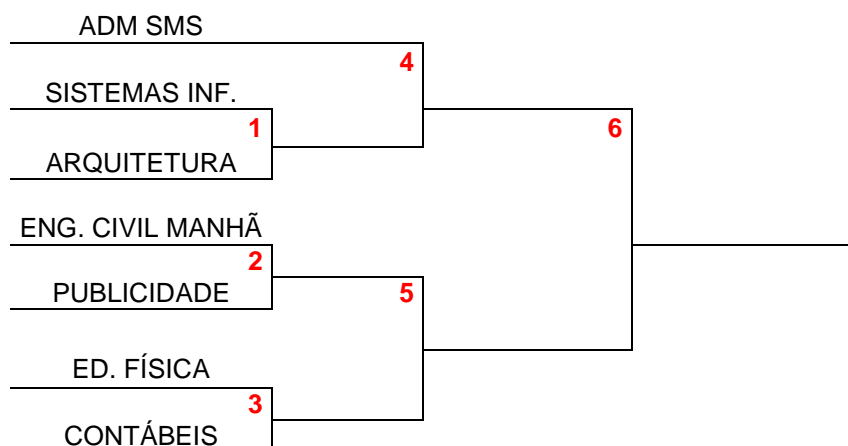 ADM SMS
4
SISTEMAS INF.
1
6
ARQUITETURA
ENG. CIVIL MANHÃ
2
PUBLICIDADE
5
ED. FÍSICA
3
CONTÁBEIS